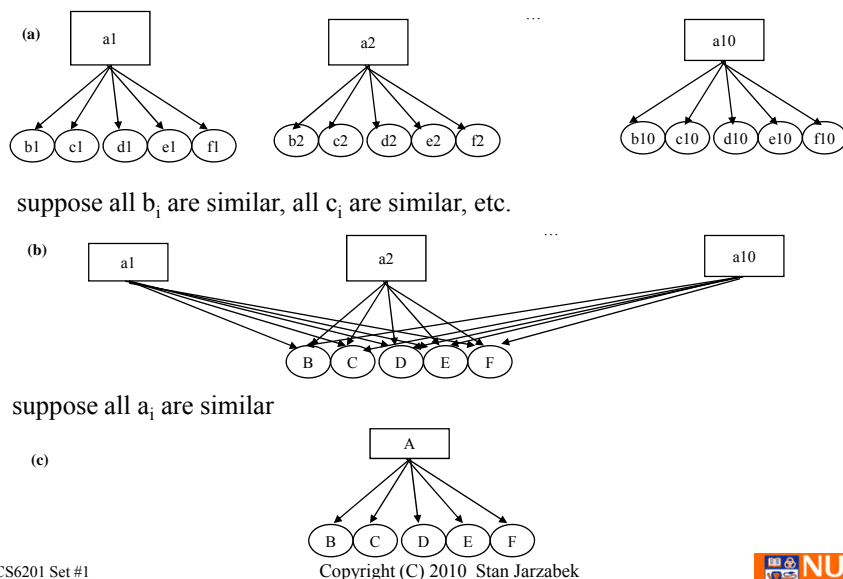 (a)
a1
a2
...
a10
b1 c1 d1 e1 f1
b2 c2 d2 e2 f2
b10 c10 d10 e10 f10
suppose all bi are similar, all ci are similar, etc.
(b)
a1
a2
...
a10
B C D E F
suppose all ai are similar
(c)
A
B C D E F
CS6201 Set #1
Copyright (C) 2010 Stan Jarzabek
NU